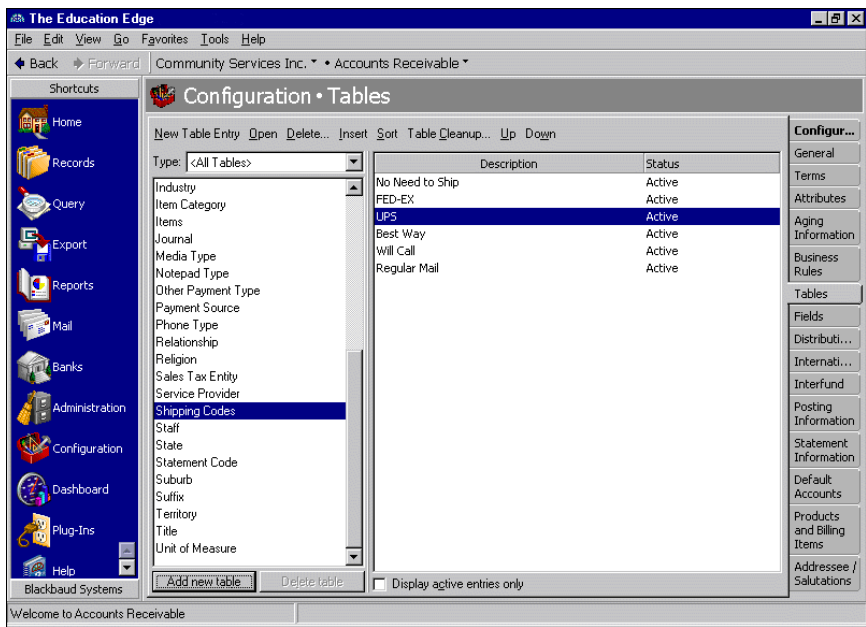 The Education Edge
File Edit View Go Favorites Tools Help
Back Forward Community Services Inc. • Accounts Receivable
Shortcuts
Home
Records
Query
Export
Reports
Mail
Banks
Administration
Configuration
Dashboard
Plug-Ins
Help
Blackbaud Systems
Configuration • Tables
New Table Entry Open Delete... Insert Sort Table Cleanup... Up Down
Type: <All Tables>
Industry
Item Category
Items
Journal
Media Type
Notepad Type
Other Payment Type
Payment Source
Phone Type
Relationship
Religion
Sales Tax Entity
Service Provider
Shipping Codes
Staff
State
Statement Code
Suburb
Suffix
Territory
Title
Unit of Measure
Add new table Delete table
Description Status
No Need to Ship Active
FED-EX Active
UPS Active
Best Way Active
Will Call Active
Regular Mail Active
Display active entries only
Configur...
General
Terms
Attributes
Aging
Information
Business
Rules
Tables
Fields
Distributi...
Internati...
Interfund
Posting
Information
Statement
Information
Default
Accounts
Products
and Billing
Items
Addressee /
Salutations
Welcome to Accounts Receivable